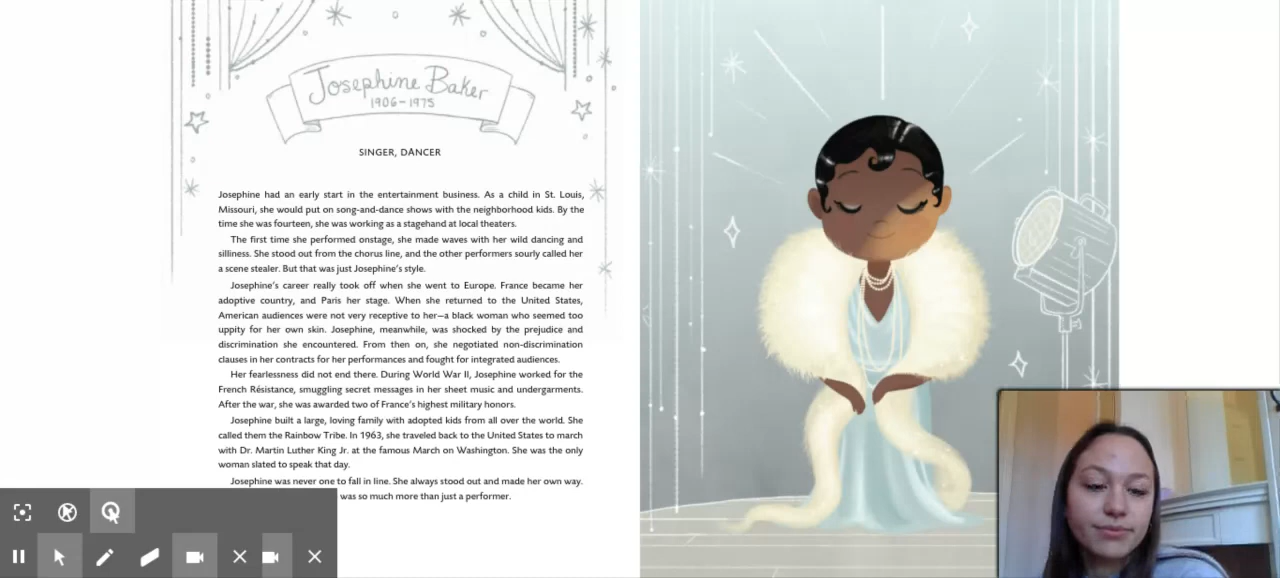 Josephine Baker
1906–1975
SINGER, DANCER
Josephine had an early start in the entertainment business. As a child in St. Louis,
Missouri, she would put on song-and-dance shows with the neighborhood kids. By the
time she was fourteen, she was working as a stagehand at local theaters.
The first time she performed onstage, she made waves with her wild dancing and
silliness. She stood out from the chorus line, and the other performers sourly called her
a scene stealer. But that was just Josephine's style.
Josephine's career really took off when she went to Europe. France became her
adoptive country, and Paris her stage. When she returned to the United States,
American audiences were not very receptive to her—a black woman who seemed too
uppity for her own skin. Josephine, meanwhile, was shocked by the prejudice and
discrimination she encountered. From then on, she negotiated non-discrimination
clauses in her contracts for her performances and fought for integrated audiences.
Her fearlessness did not end there. During World War II, Josephine worked for the
French Résistance, smuggling secret messages in her sheet music and undergarments.
After the war, she was awarded two of France's highest military honors.
Josephine built a large, loving family with adopted kids from all over the world. She
called them the Rainbow Tribe. In 1963, she traveled back to the United States to march
with Dr. Martin Luther King Jr. at the famous March on Washington. She was the only
woman slated to speak that day.
Josephine was never one to fall in line. She always stood out and made her own way.
was so much more than just a performer.